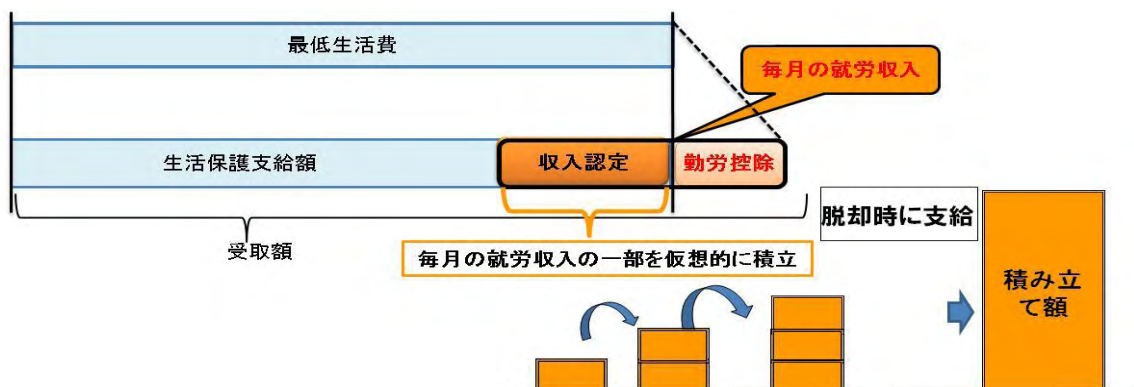 最低生活費
毎月の就労収入
生活保護支給額
収入認定
勤労控除
脱却時に支給
受取額
毎月の就労収入の一部を仮想的に積立
積み立
て額